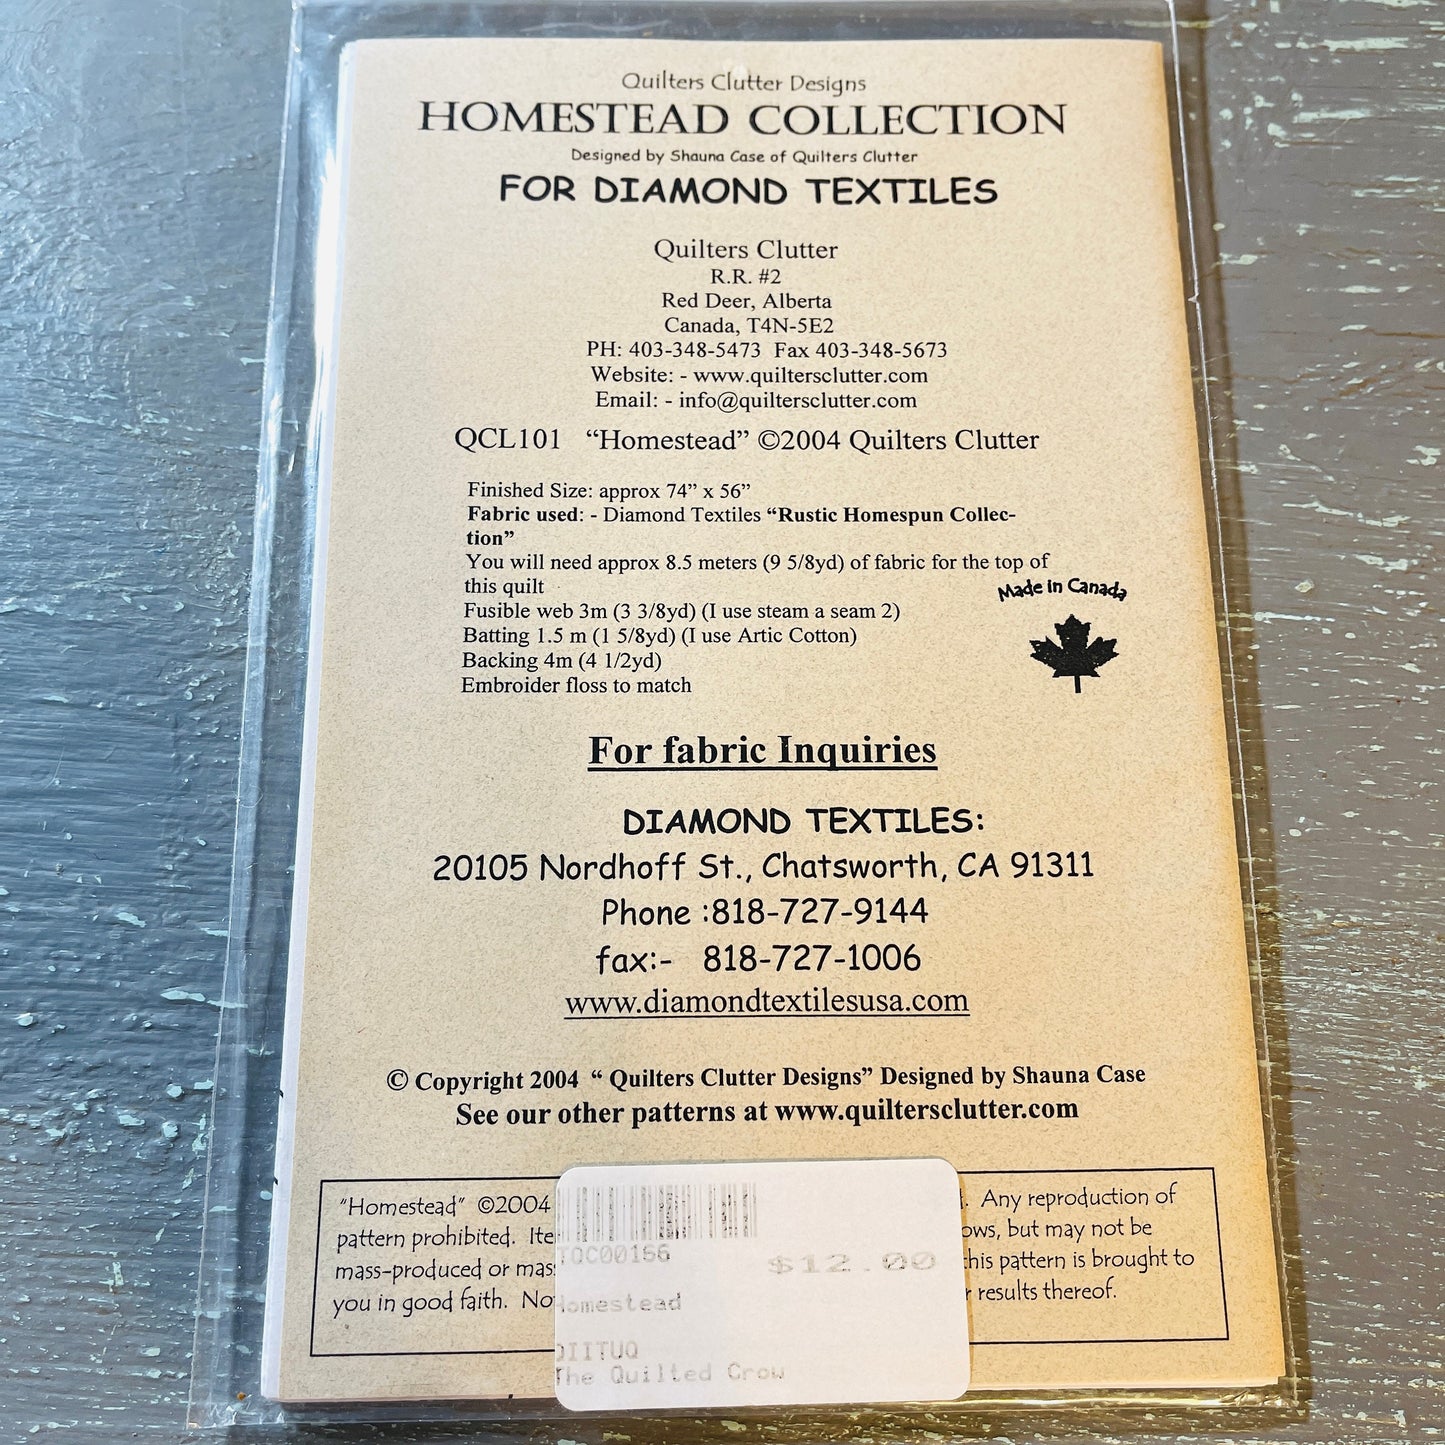 Quilters Clutter Designs
HOMESTEAD COLLECTION
Designed by Shauna Case of Quilters Clutter
FOR DIAMOND TEXTILES
Quilters Clutter
R.R. #2
Red Deer, Alberta
Canada, T4N-5E2
PH: 403-348-5473 Fax 403-348-5673
Website: - www.quiltersclutter.com
Email: - info@quiltersclutter.com
QCL101 “Homestead” ©2004 Quilters Clutter
Finished Size: approx 74” x 56”
Fabric used: - Diamond Textiles “Rustic Homespun Collec-
tion”
You will need approx 8.5 meters (9 5/8yd) of fabric for the top of
this quilt
Fusible web 3m (3 3/8yd) (I use steam a seam 2)
Batting 1.5 m (1 5/8yd) (I use Artic Cotton)
Backing 4m (4 1/2yd)
Embroider floss to match
Made in Canada
For fabric Inquiries
DIAMOND TEXTILES:
20105 Nordhoff St., Chatsworth, CA 91311
Phone :818-727-9144
fax:- 818-727-1006
www.diamondtextilesusa.com
© Copyright 2004 “ Quilters Clutter Designs” Designed by Shauna Case
See our other patterns at www.quiltersclutter.com
“Homestead” ©2004 Any reproduction of
pattern prohibited. but may not be
mass-produced or this pattern is brought to
you in good faith. results thereof.
TQC00166
$12.00
Homestead
QIITUQ
The Quilted Crow